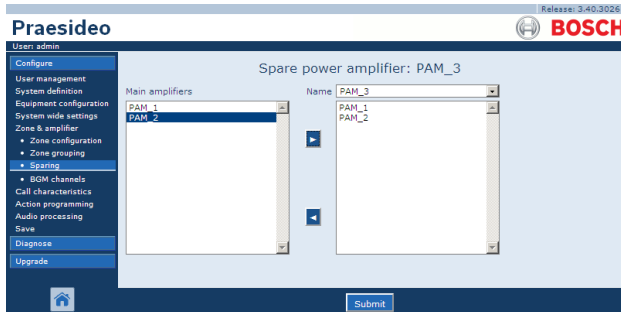 Release: 3.40.3026
Praesideo
BOSCH
User: admin
Configure
User management
System definition
Equipment configuration
System wide settings
Zone & amplifier
• Zone configuration
• Zone grouping
• Sparing
• BGM channels
Call characteristics
Action programming
Audio processing
Save
Diagnose
Upgrade
Spare power amplifier: PAM_3
Main amplifiers
Name PAM_3
PAM_1
PAM_2
PAM_1
PAM_2
Submit